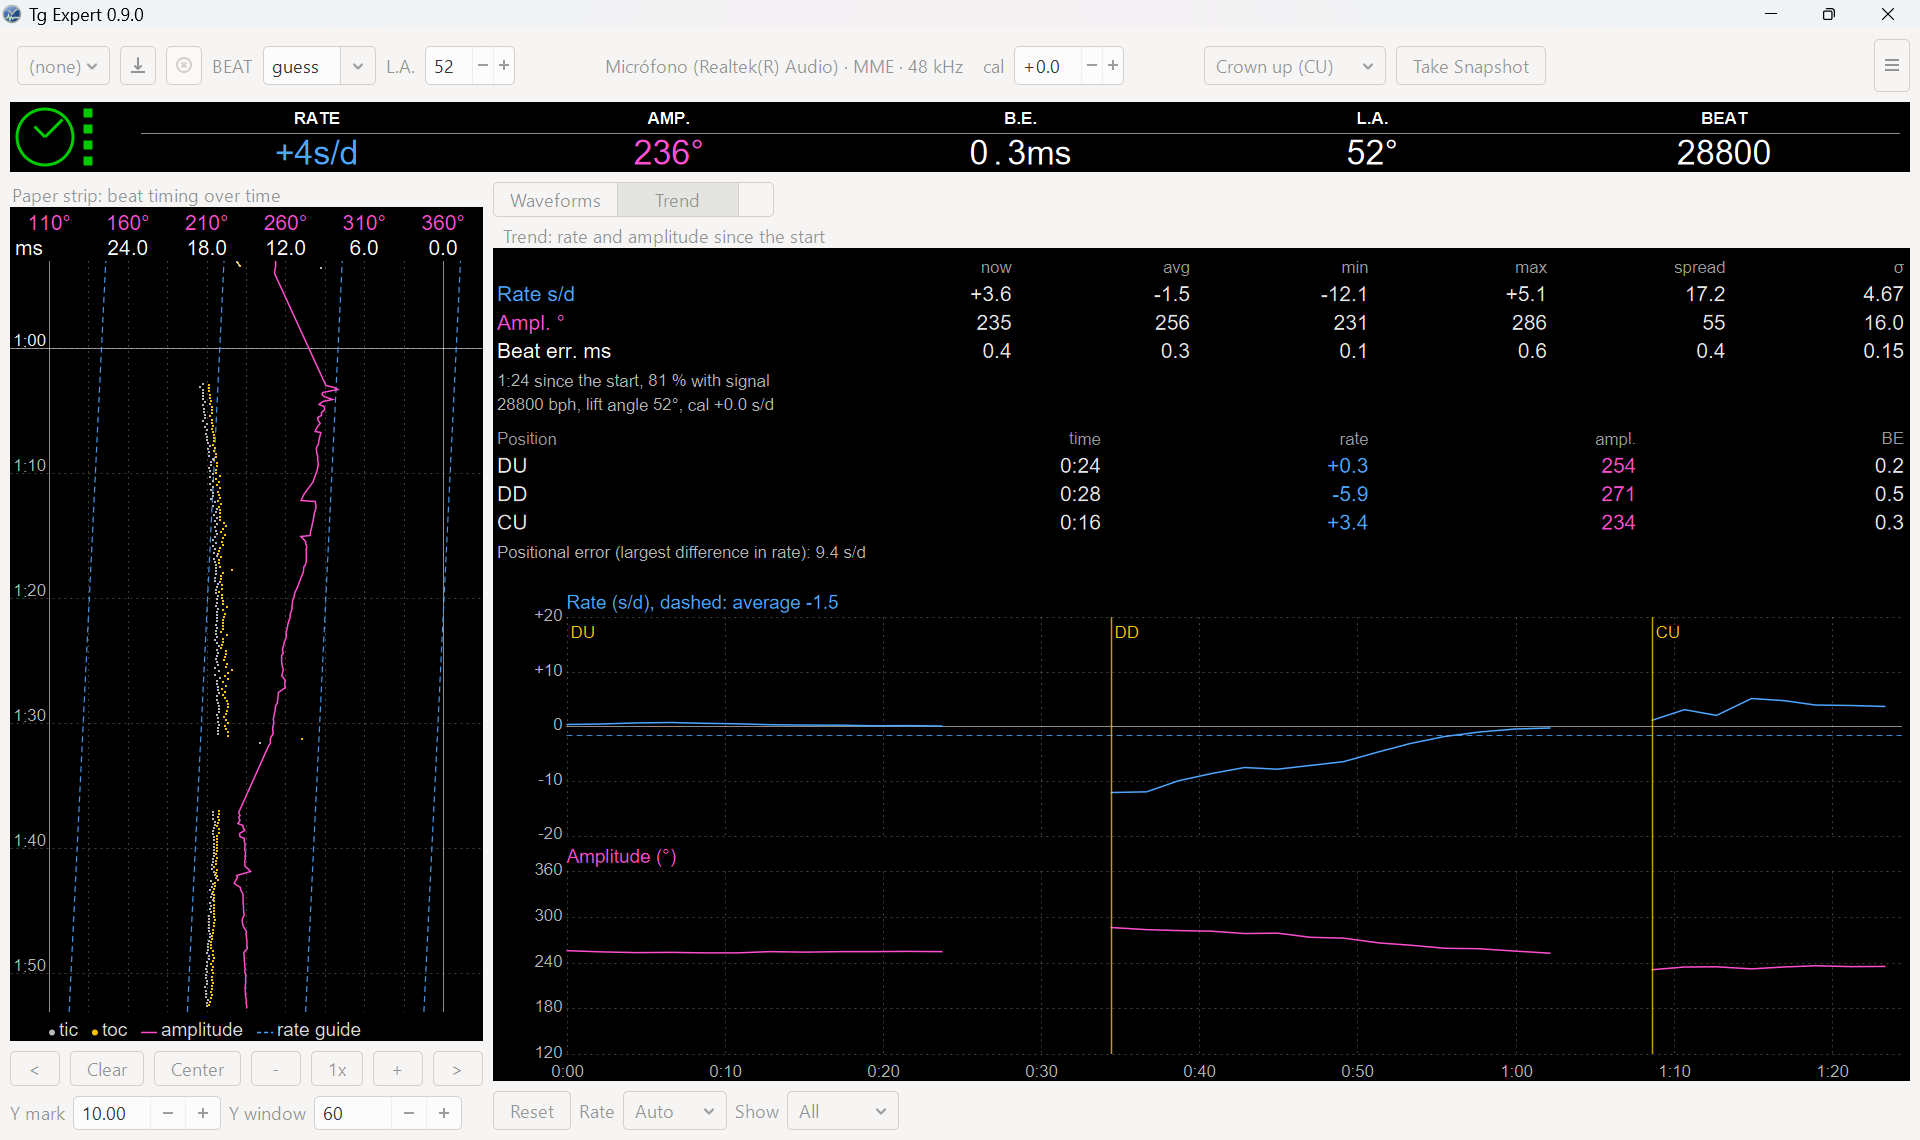 Tg Expert 0.9.0
(none) BEAT guess L.A. 52 − + Micrófono (Realtek(R) Audio) · MME · 48 kHz cal +0.0 − + Crown up (CU) Take Snapshot
RATE AMP. B.E. L.A. BEAT
+4s/d 236° 0.3ms 52° 28800
Paper strip: beat timing over time
110° 160° 210° 260° 310° 360°
ms 24.0 18.0 12.0 6.0 0.0
1:00
1:10
1:20
1:30
1:40
1:50
tic toc amplitude rate guide
< Clear Center - 1x + >
Y mark 10.00 − + Y window 60 − +
Waveforms Trend
Trend: rate and amplitude since the start
now avg min max spread σ
Rate s/d +3.6 -1.5 -12.1 +5.1 17.2 4.67
Ampl. ° 235 256 231 286 55 16.0
Beat err. ms 0.4 0.3 0.1 0.6 0.4 0.15
1:24 since the start, 81 % with signal
28800 bph, lift angle 52°, cal +0.0 s/d
Position time rate ampl. BE
DU 0:24 +0.3 254 0.2
DD 0:28 -5.9 271 0.5
CU 0:16 +3.4 234 0.3
Positional error (largest difference in rate): 9.4 s/d
Rate (s/d), dashed: average -1.5
+20
DU DD CU
+10
0
-10
-20
Amplitude (°)
360
300
240
180
120
0:00 0:10 0:20 0:30 0:40 0:50 1:00 1:10 1:20
Reset Rate Auto Show All